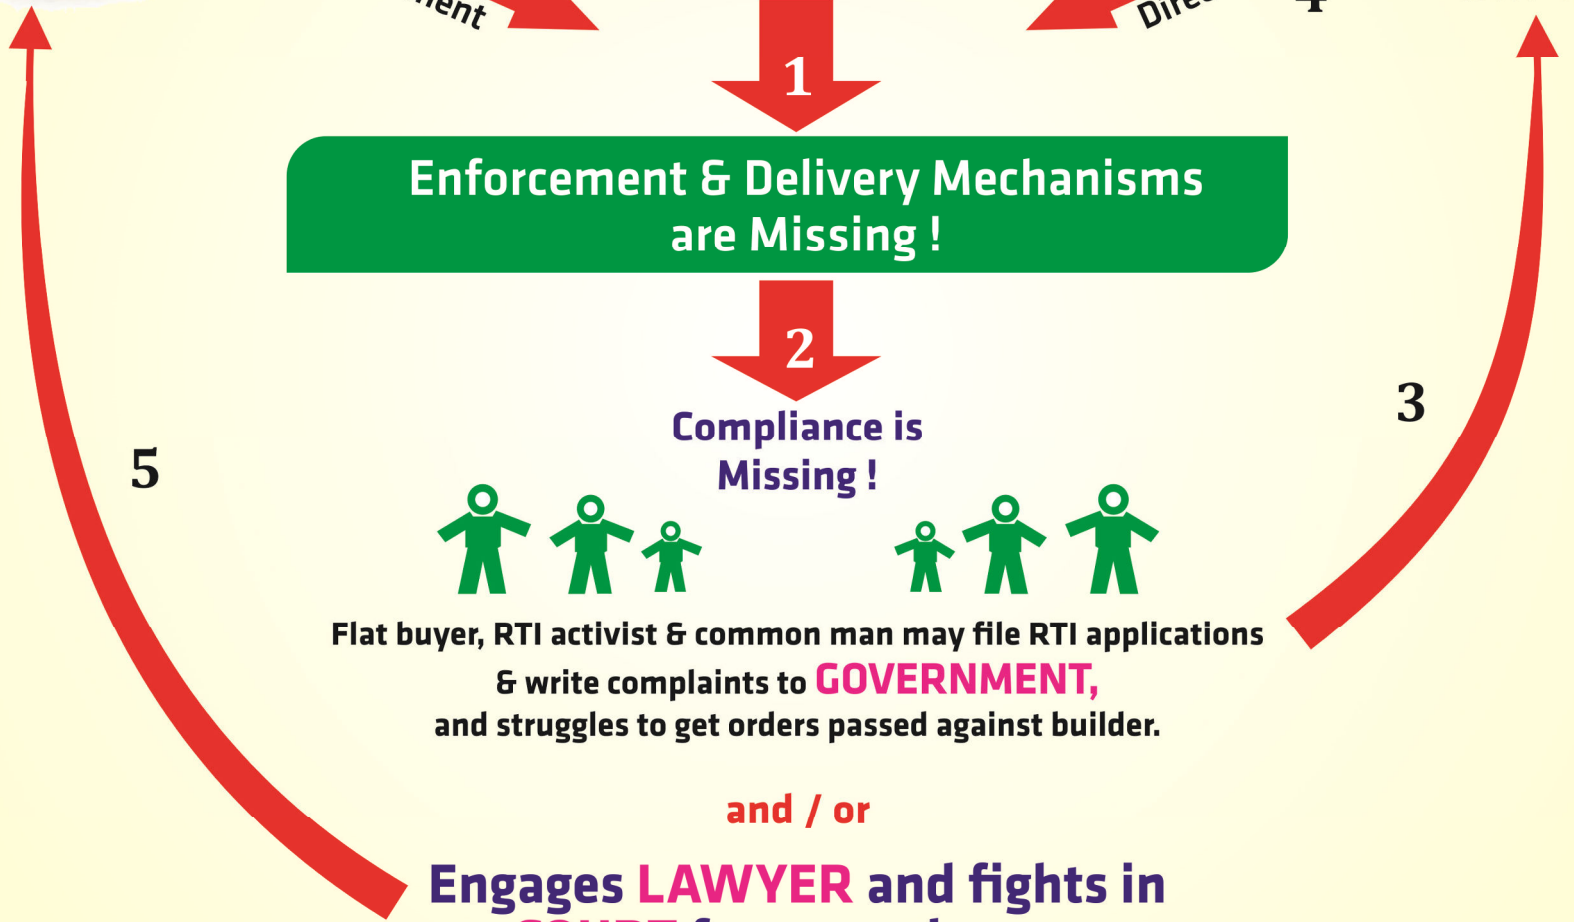 1
Enforcement & Delivery Mechanisms
are Missing !
2
Compliance is
Missing !
3
5
Flat buyer, RTI activist & common man may file RTI applications
& write complaints to GOVERNMENT,
and struggles to get orders passed against builder.
and / or
Engages LAWYER and fights in